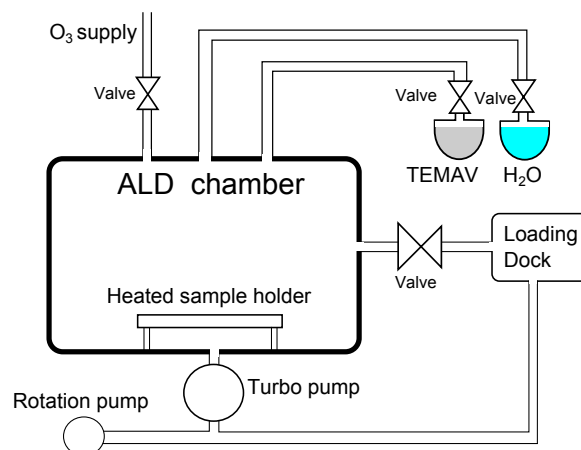 O₃ supply
Valve
Valve
Valve
TEMAV
H₂O
ALD chamber
Loading
Dock
Valve
Heated sample holder
Turbo pump
Rotation pump